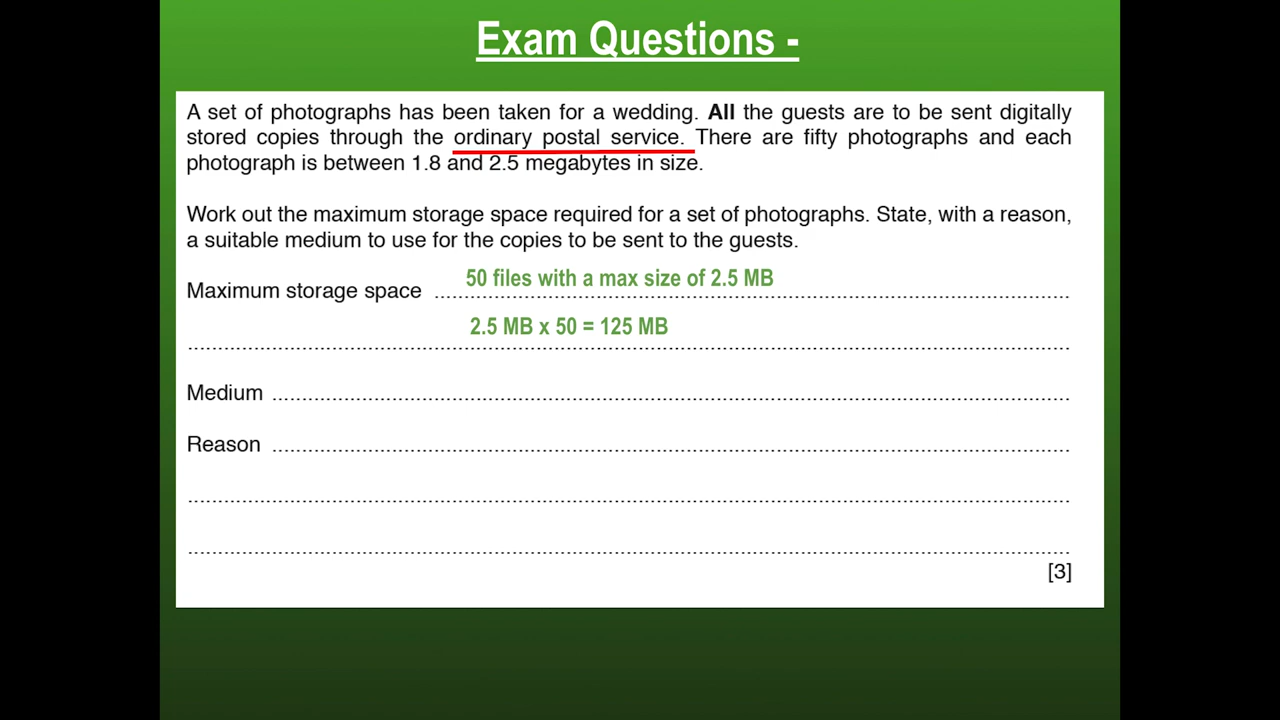 Exam Questions -
A set of photographs has been taken for a wedding. All the guests are to be sent digitally
stored copies through the ordinary postal service. There are fifty photographs and each
photograph is between 1.8 and 2.5 megabytes in size.
Work out the maximum storage space required for a set of photographs. State, with a reason,
a suitable medium to use for the copies to be sent to the guests.
50 files with a max size of 2.5 MB
Maximum storage space ........................................................................
2.5 MB x 50 = 125 MB
................................................................................................
Medium ................................................................................................
Reason ................................................................................................
................................................................................................
................................................................................................
[3]